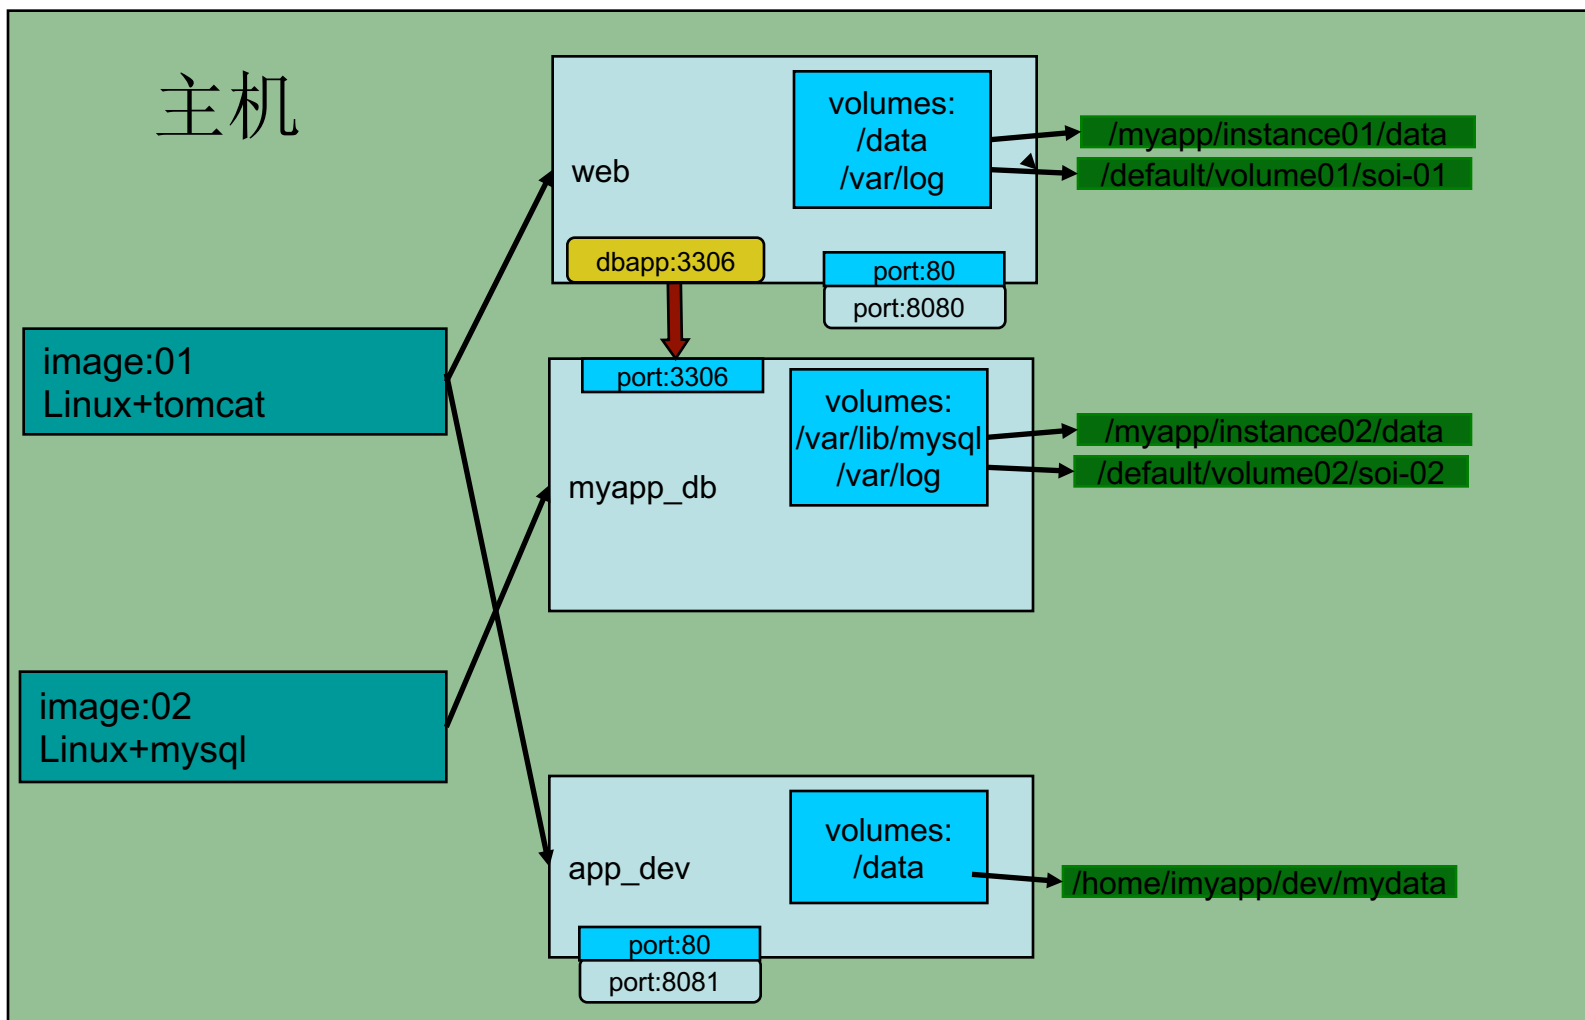 主机
volumes:
/data
/var/log
web
/myapp/instance01/data
/default/volume01/soi-01
dbapp:3306
port:80
port:8080
image:01
Linux+tomcat
port:3306
volumes:
/var/lib/mysql
/var/log
myapp_db
/myapp/instance02/data
/default/volume02/soi-02
image:02
Linux+mysql
volumes:
/data
app_dev
/home/imyapp/dev/mydata
port:80
port:8081